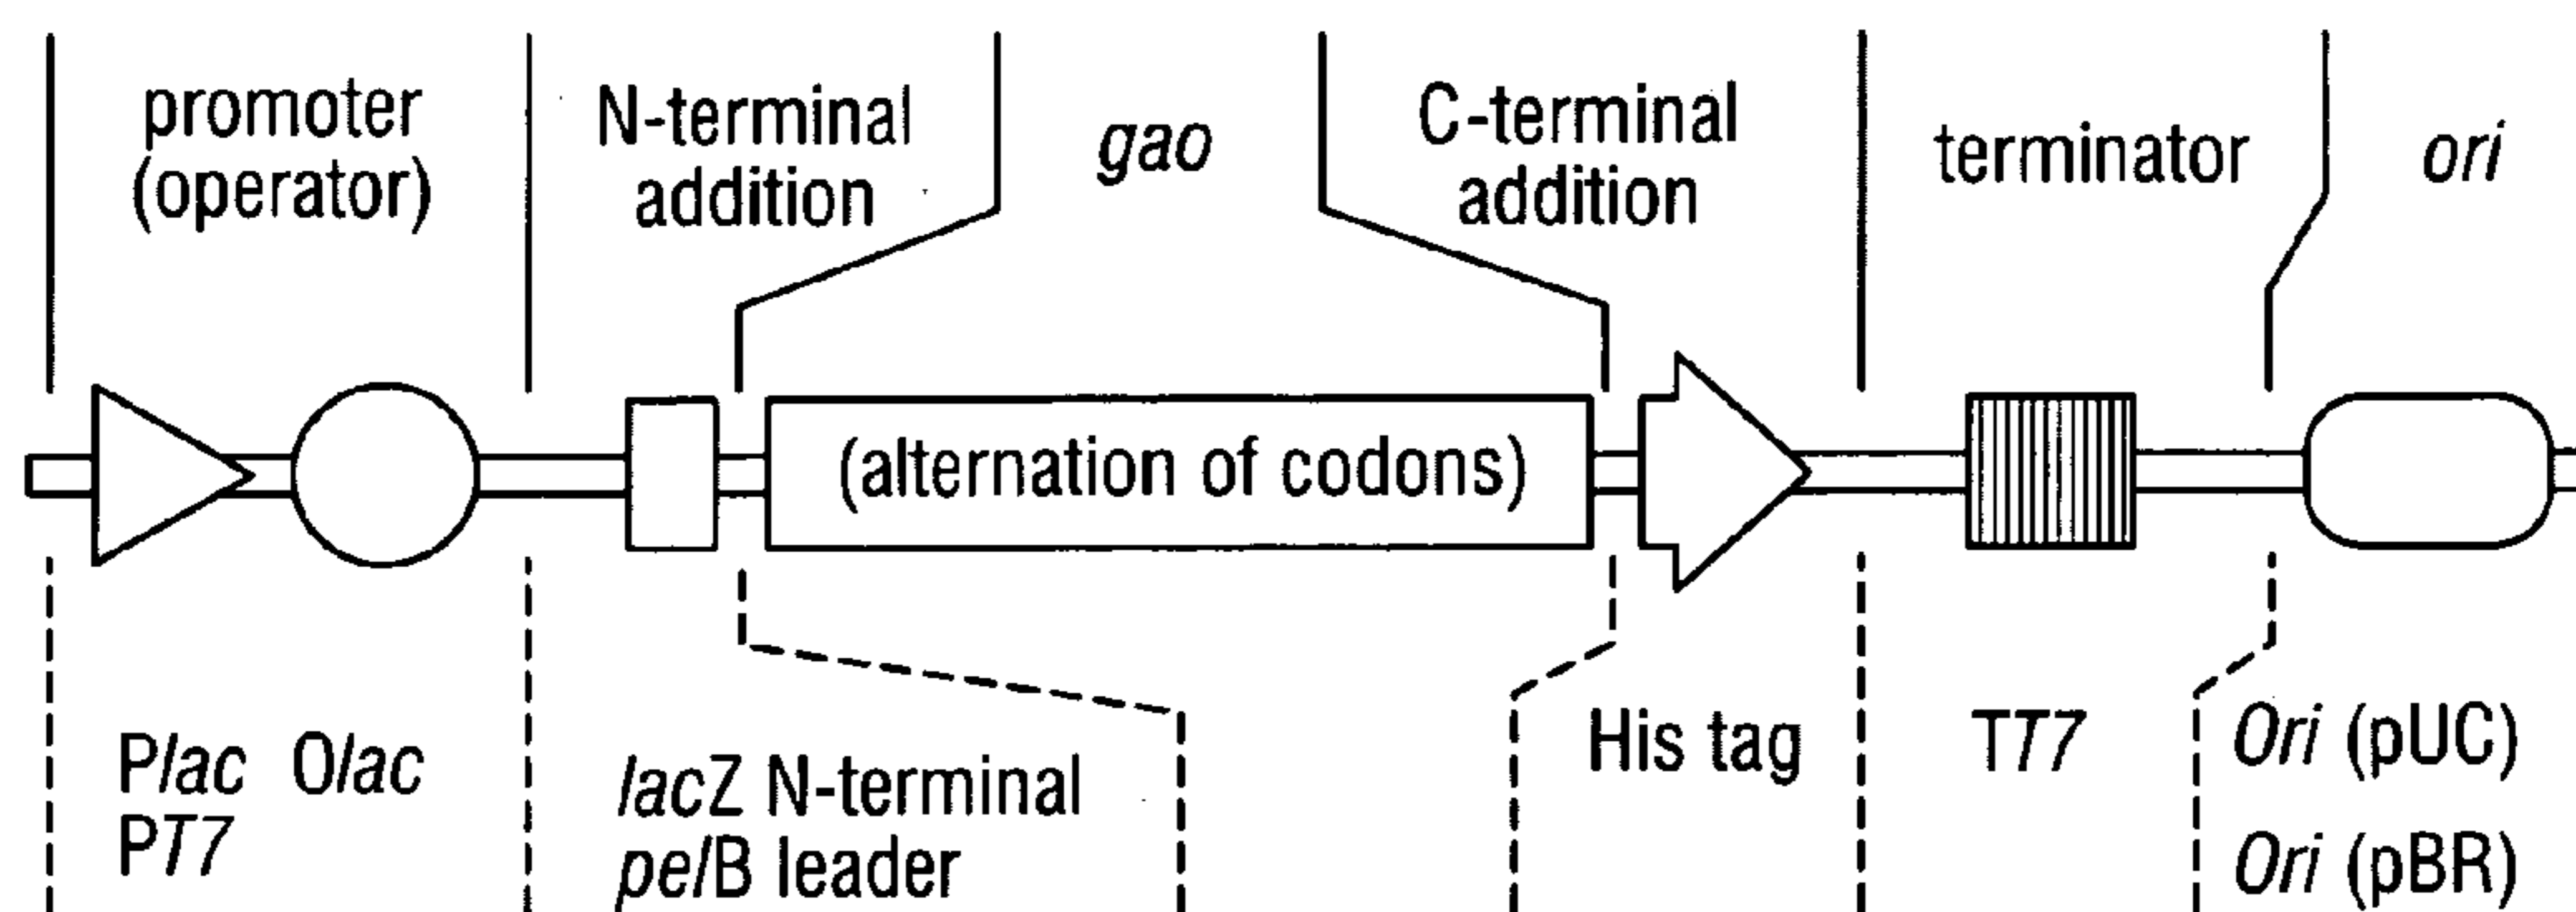 promoter
(operator)
N-terminal
addition
gao
C-terminal
addition
terminator
ori
(alternation of codons)
Plac Olac
PT7
lacZ N-terminal
pelB leader
His tag
TT7
Ori (pUC)
Ori (pBR)